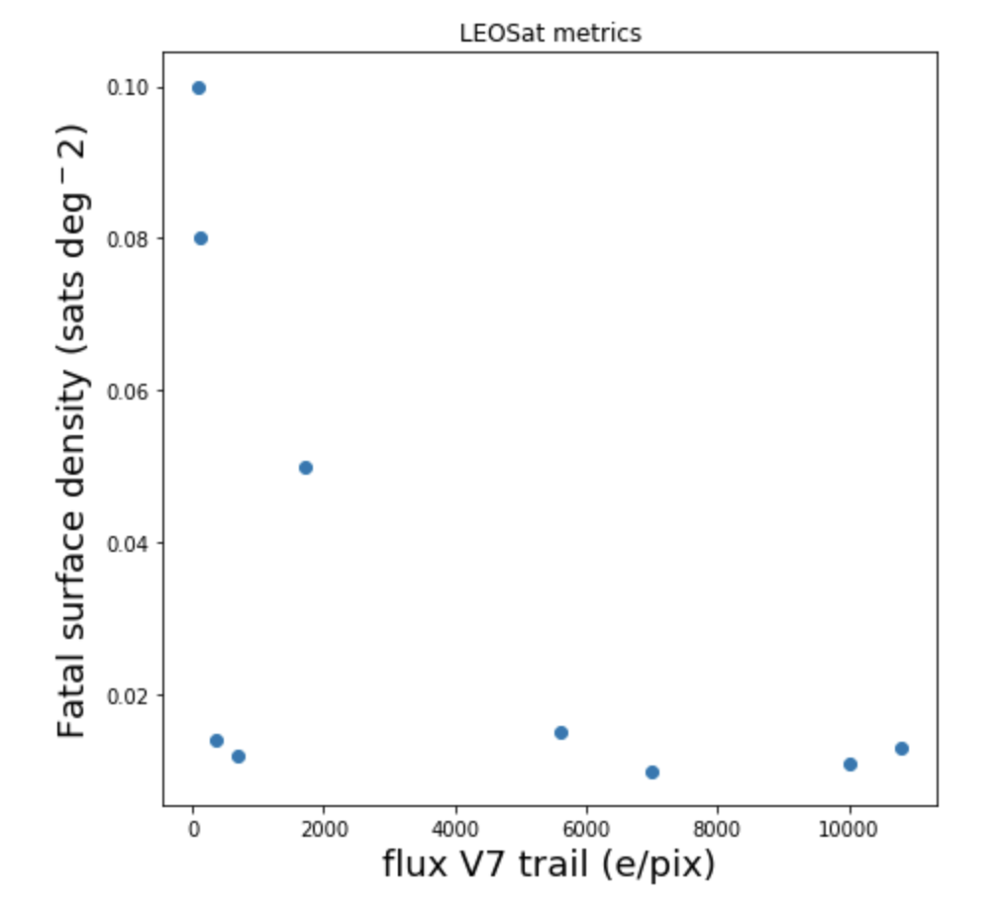 LEOSat metrics
Fatal surface density (sats deg−2)
0.10
0.08
0.06
0.04
0.02
0 2000 4000 6000 8000 10000
flux V7 trail (e/pix)